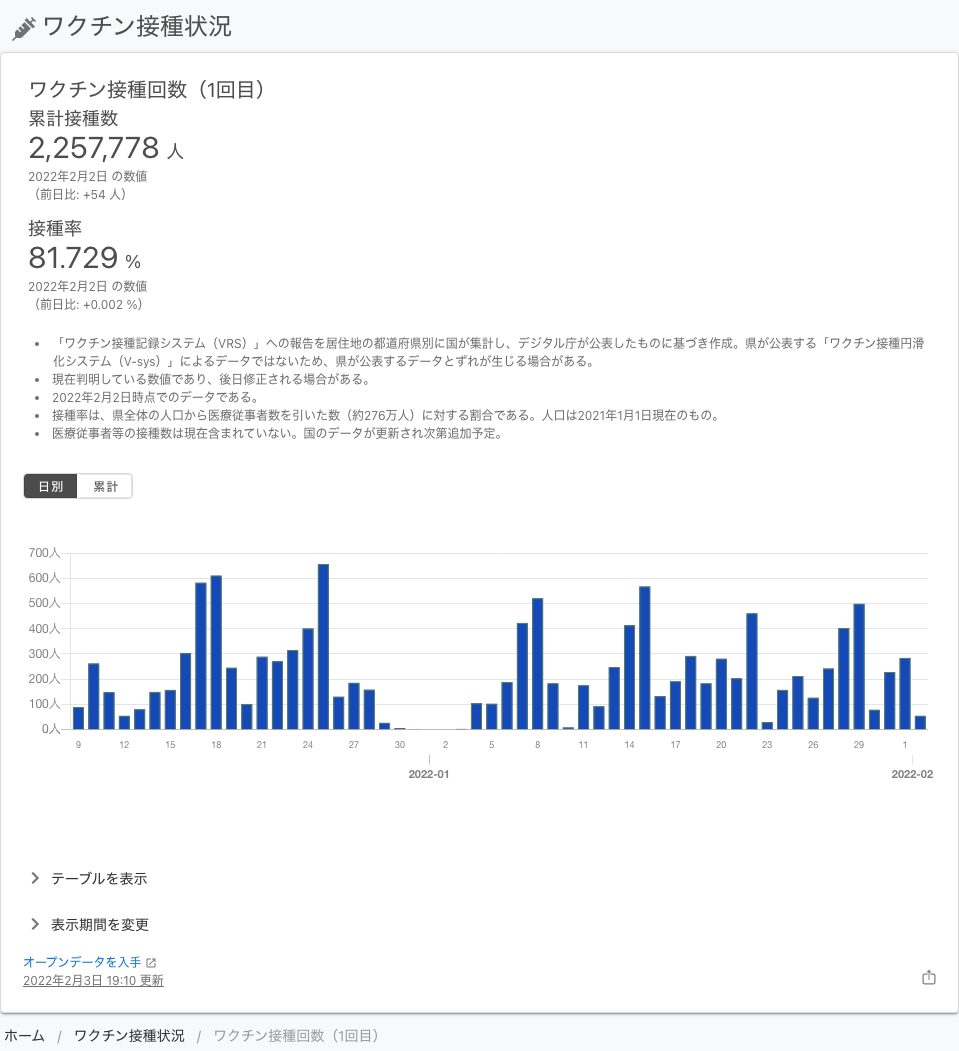 ワクチン接種状況
ワクチン接種回数（1回目）
累計接種数
2,257,778 人
2022年2月2日 の数値
（前日比: +54 人）
接種率
81.729 %
2022年2月2日 の数値
（前日比: +0.002 %）
• 「ワクチン接種記録システム（VRS）」への報告を居住地の都道府県別に国が集計し、デジタル庁が公表したものに基づき作成。県が公表する「ワクチン接種円滑
化システム（V-sys）」によるデータではないため、県が公表するデータとずれが生じる場合がある。
• 現在判明している数値であり、後日修正される場合がある。
• 2022年2月2日時点でのデータである。
• 接種率は、県全体の人口から医療従事者数を引いた数（約276万人）に対する割合である。人口は2021年1月1日現在のもの。
• 医療従事者等の接種数は現在含まれていない。国のデータが更新され次第追加予定。
日別 累計
700人
600人
500人
400人
300人
200人
100人
0人
9 12 15 18 21 24 27 30 2 5 8 11 14 17 20 23 26 29 1
2022-01 2022-02
テーブルを表示
表示期間を変更
オープンデータを入手
2022年2月3日 19:10 更新
ホーム / ワクチン接種状況 / ワクチン接種回数（1回目）